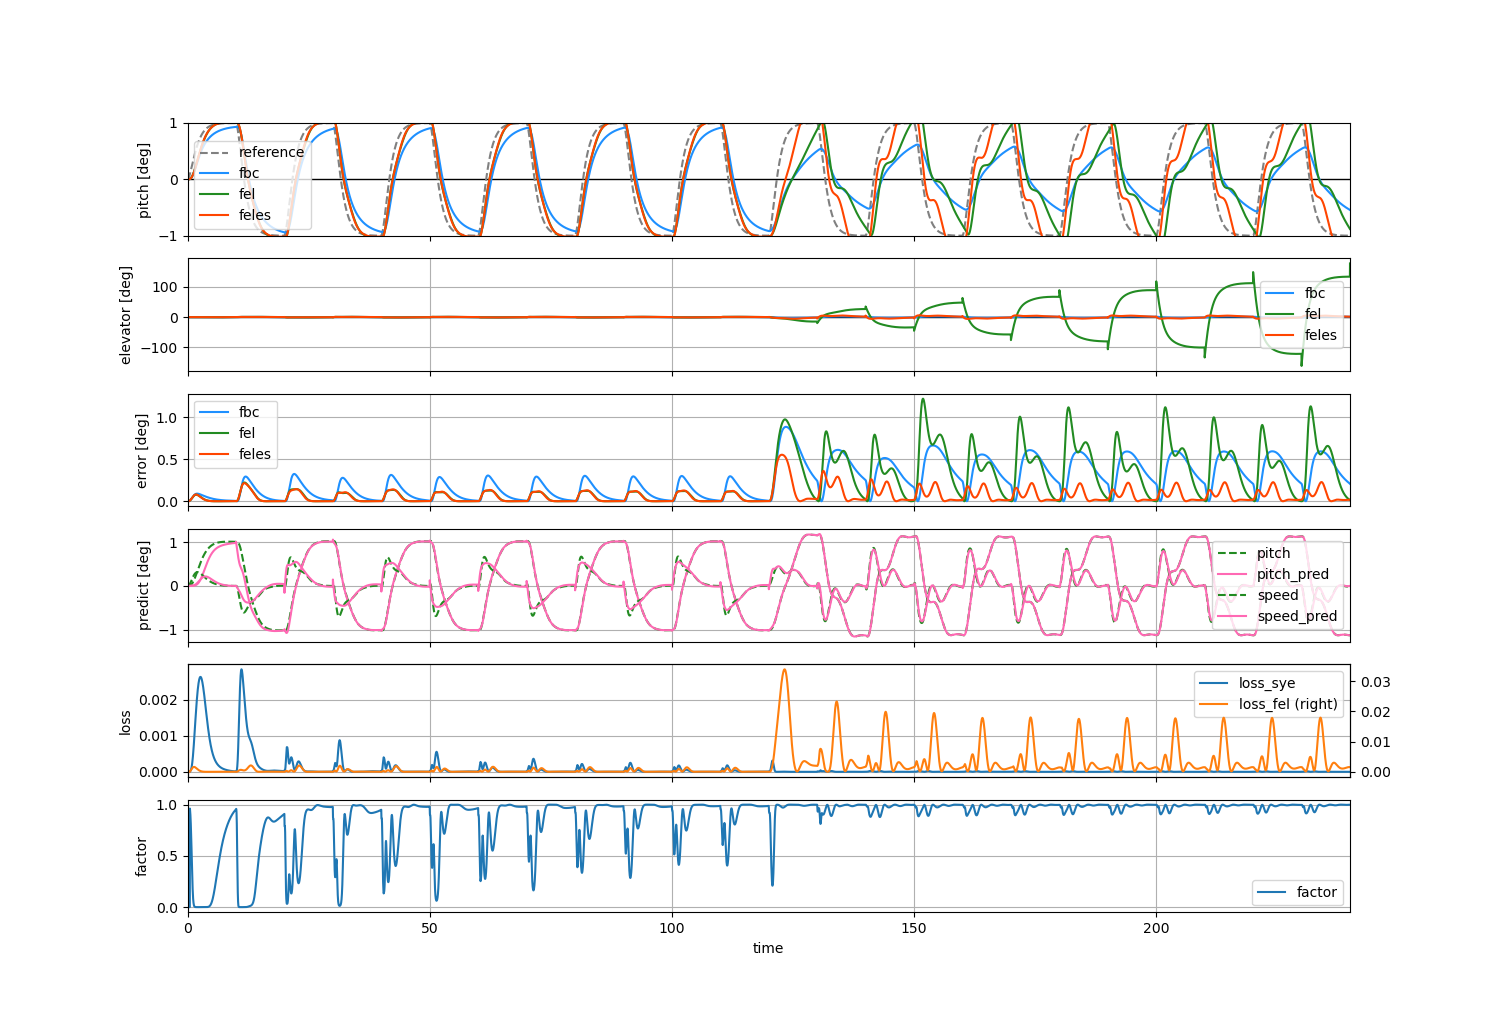 1
0
−1
pitch [deg]
reference
fbc
fel
feles
100
0
−100
elevator [deg]
fbc
fel
feles
1.0
0.5
0.0
error [deg]
fbc
fel
feles
1
0
−1
predict [deg]
pitch
pitch_pred
speed
speed_pred
0.002
0.001
0.000
loss
loss_sye
loss_fel (right)
0.03
0.02
0.01
0.00
1.0
0.5
0.0
factor
factor
0
50
100
150
200
time